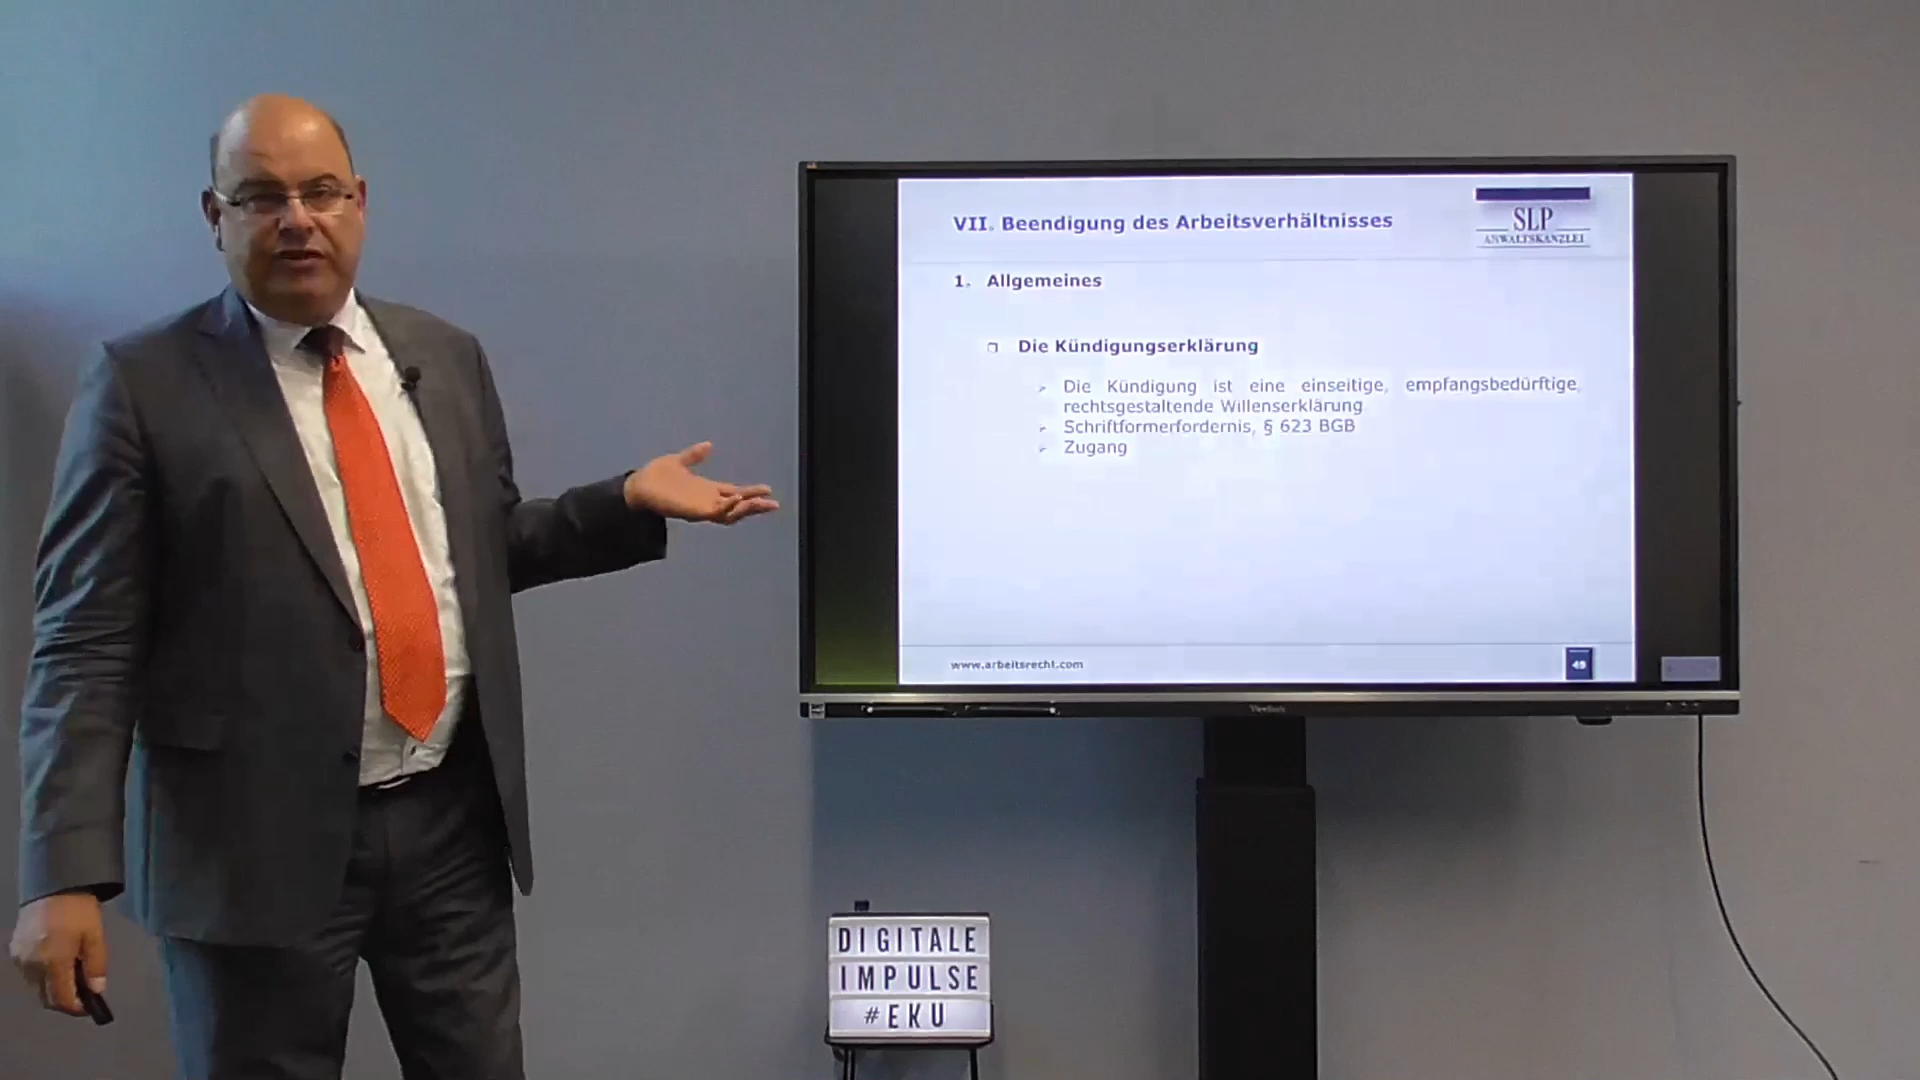 VII. Beendigung des Arbeitsverhältnisses
SLP
ANWALTSKANZLEI
1. Allgemeines
Die Kündigungserklärung
Die Kündigung ist eine einseitige, empfangsbedürftige,
rechtsgestaltende Willenserklärung
Schriftformerfordernis, § 623 BGB
Zugang
www.arbeitsrecht.com
49
ViewSonic
DIGITALE
IMPULSE
#EKU